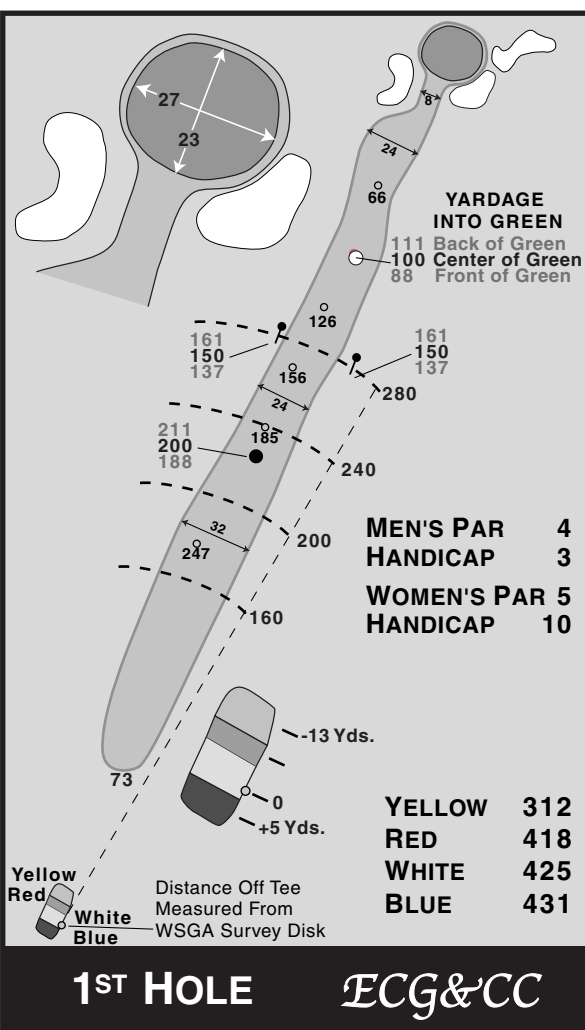 27
23
8
24
66
YARDAGE
INTO GREEN
111 Back of Green
100 Center of Green
88 Front of Green
126
161
150
137
161
150
137
156
280
24
211
200
188
185
240
32
200
247
MEN'S PAR 4
HANDICAP 3
WOMEN'S PAR 5
HANDICAP 10
160
-13 Yds.
73
0
+5 Yds.
YELLOW 312
RED 418
WHITE 425
BLUE 431
Yellow
Red
White
Blue
Distance Off Tee
Measured From
WSGA Survey Disk
1ST HOLE
ECG&CC